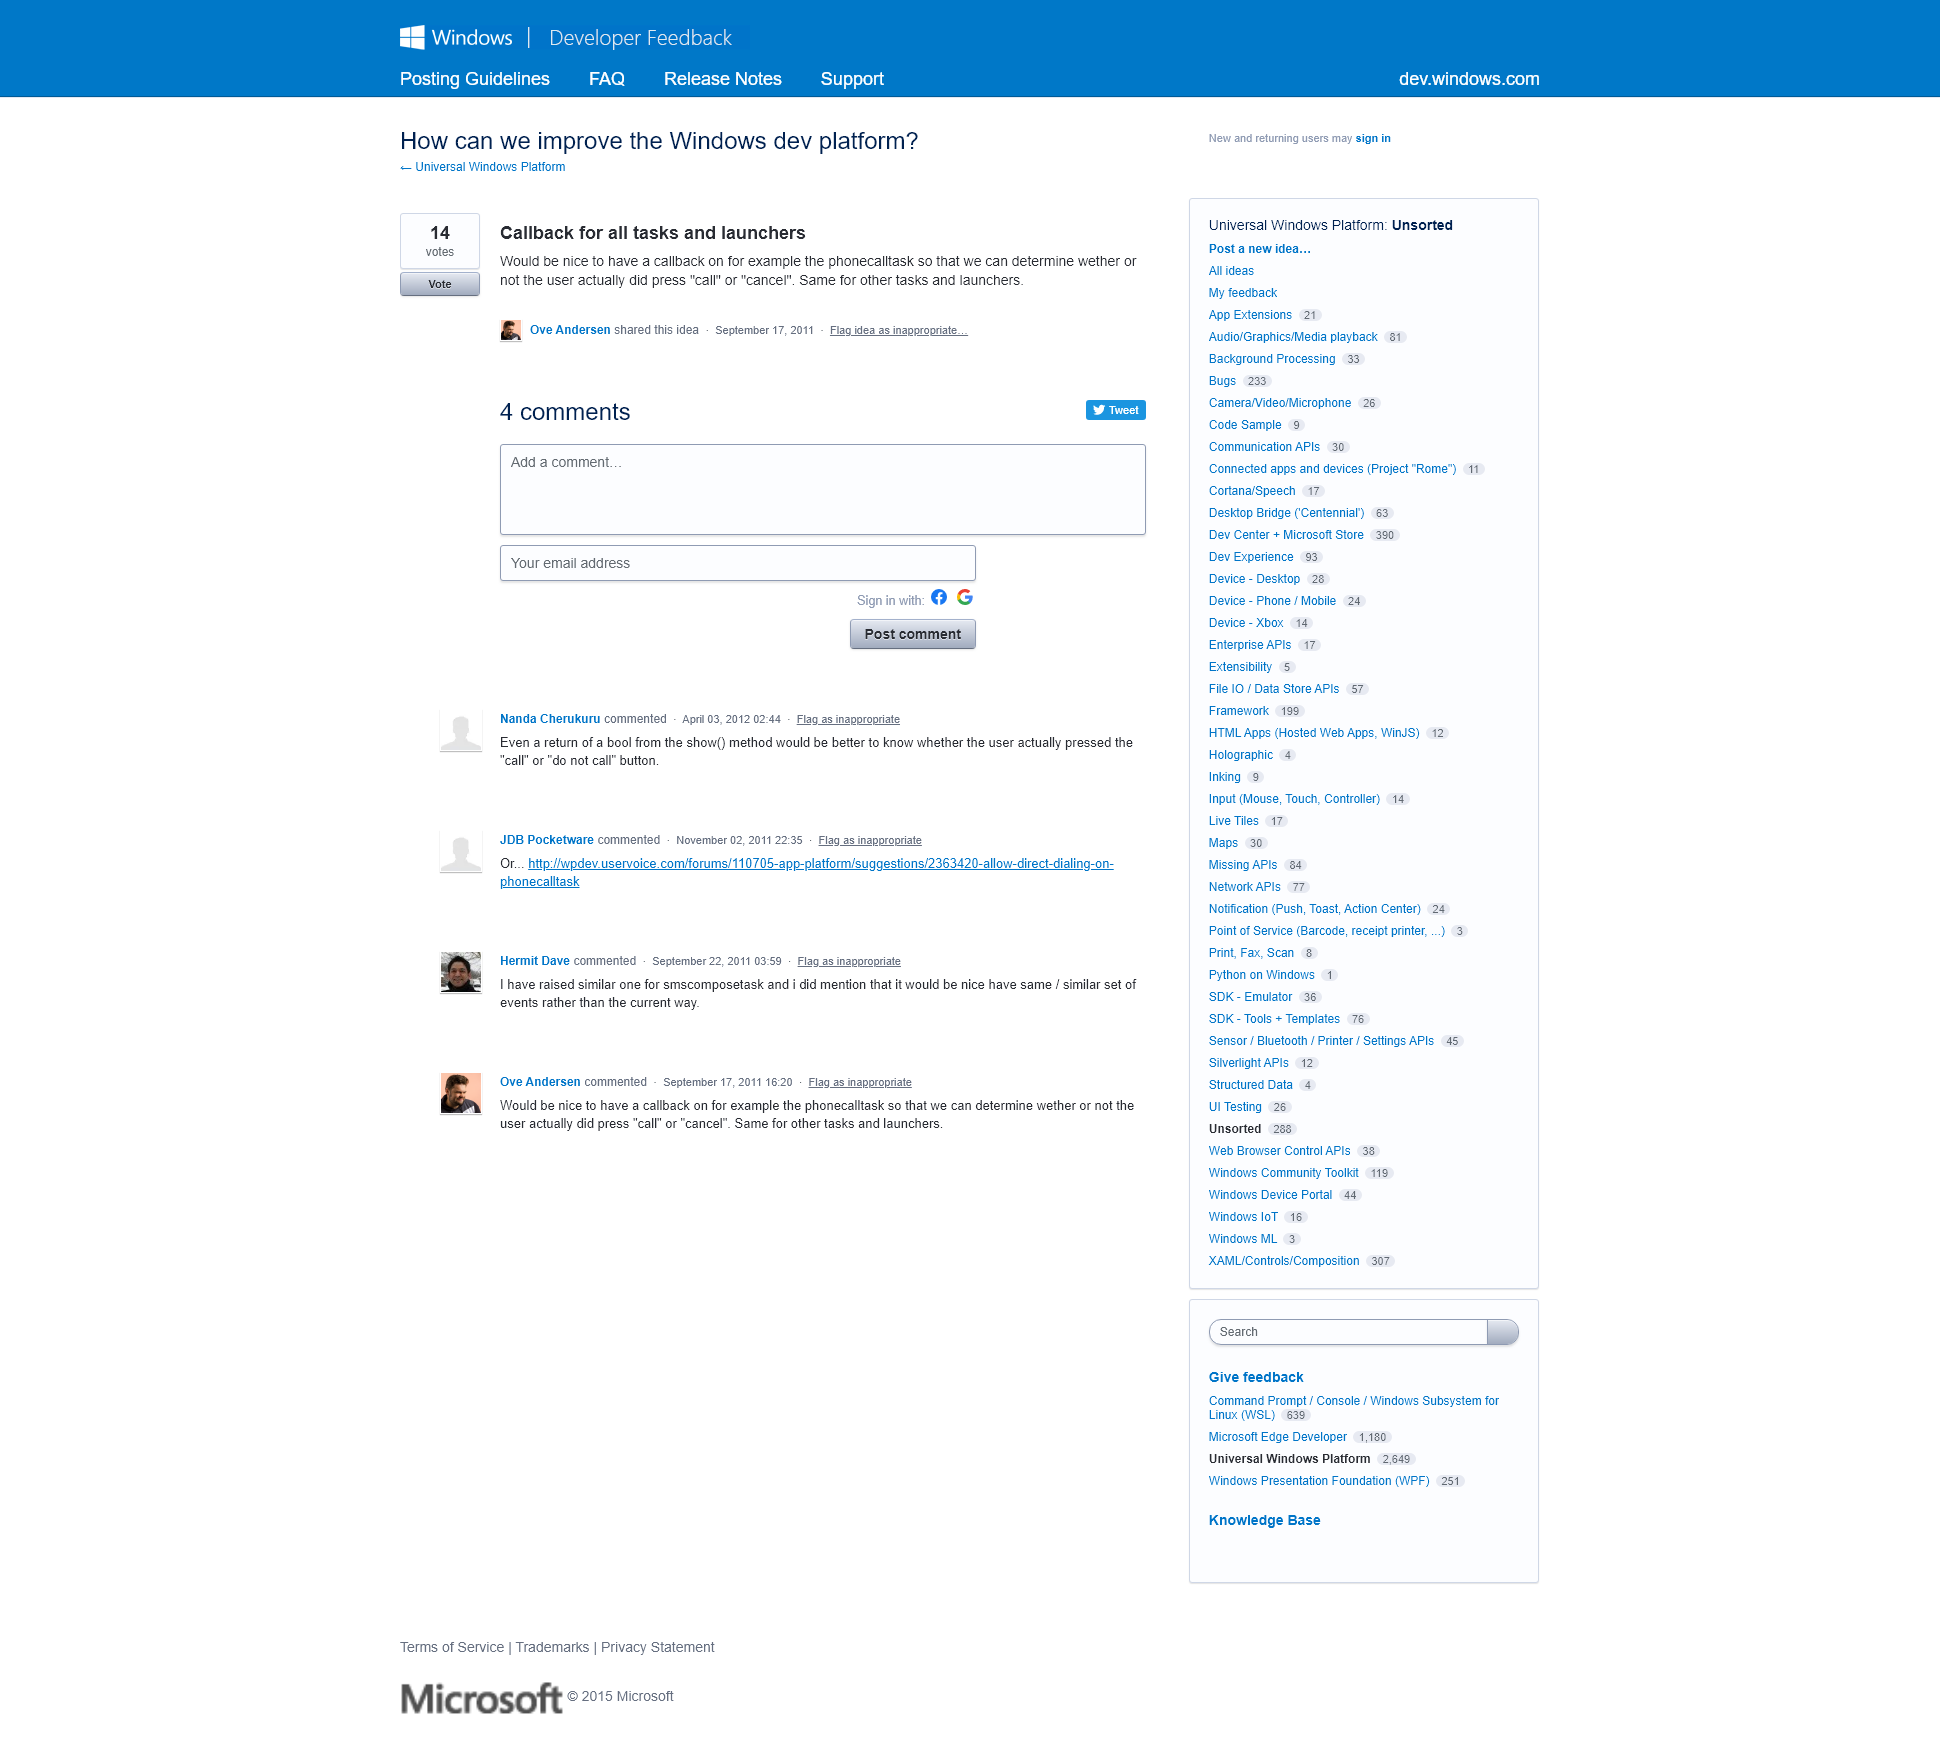 Windows | Developer Feedback
Posting Guidelines FAQ Release Notes Support dev.windows.com
How can we improve the Windows dev platform?
← Universal Windows Platform
New and returning users may sign in
14
votes
Vote
Callback for all tasks and launchers
Would be nice to have a callback on for example the phonecalltask so that we can determine wether or
not the user actually did press "call" or "cancel". Same for other tasks and launchers.
Ove Andersen shared this idea · September 17, 2011 · Flag idea as inappropriate…
4 comments
Tweet
Add a comment…
Your email address
Sign in with:
Post comment
Nanda Cherukuru commented · April 03, 2012 02:44 · Flag as inappropriate
Even a return of a bool from the show() method would be better to know whether the user actually pressed the
"call" or "do not call" button.
JDB Pocketware commented · November 02, 2011 22:35 · Flag as inappropriate
Or... http://wpdev.uservoice.com/forums/110705-app-platform/suggestions/2363420-allow-direct-dialing-on-
phonecalltask
Hermit Dave commented · September 22, 2011 03:59 · Flag as inappropriate
I have raised similar one for smscomposetask and i did mention that it would be nice have same / similar set of
events rather than the current way.
Ove Andersen commented · September 17, 2011 16:20 · Flag as inappropriate
Would be nice to have a callback on for example the phonecalltask so that we can determine wether or not the
user actually did press "call" or "cancel". Same for other tasks and launchers.
Universal Windows Platform: Unsorted
Post a new idea…
All ideas
My feedback
App Extensions 21
Audio/Graphics/Media playback 81
Background Processing 33
Bugs 233
Camera/Video/Microphone 26
Code Sample 9
Communication APIs 30
Connected apps and devices (Project "Rome") 11
Cortana/Speech 17
Desktop Bridge ('Centennial') 63
Dev Center + Microsoft Store 390
Dev Experience 93
Device - Desktop 28
Device - Phone / Mobile 24
Device - Xbox 14
Enterprise APIs 17
Extensibility 5
File IO / Data Store APIs 57
Framework 199
HTML Apps (Hosted Web Apps, WinJS) 12
Holographic 4
Inking 9
Input (Mouse, Touch, Controller) 14
Live Tiles 17
Maps 30
Missing APIs 84
Network APIs 77
Notification (Push, Toast, Action Center) 24
Point of Service (Barcode, receipt printer, ...) 3
Print, Fax, Scan 8
Python on Windows 1
SDK - Emulator 36
SDK - Tools + Templates 76
Sensor / Bluetooth / Printer / Settings APIs 45
Silverlight APIs 12
Structured Data 4
UI Testing 26
Unsorted 288
Web Browser Control APIs 38
Windows Community Toolkit 119
Windows Device Portal 44
Windows IoT 16
Windows ML 3
XAML/Controls/Composition 307
Search
Give feedback
Command Prompt / Console / Windows Subsystem for
Linux (WSL) 639
Microsoft Edge Developer 1,180
Universal Windows Platform 2,649
Windows Presentation Foundation (WPF) 251
Knowledge Base
Terms of Service | Trademarks | Privacy Statement
Microsoft © 2015 Microsoft